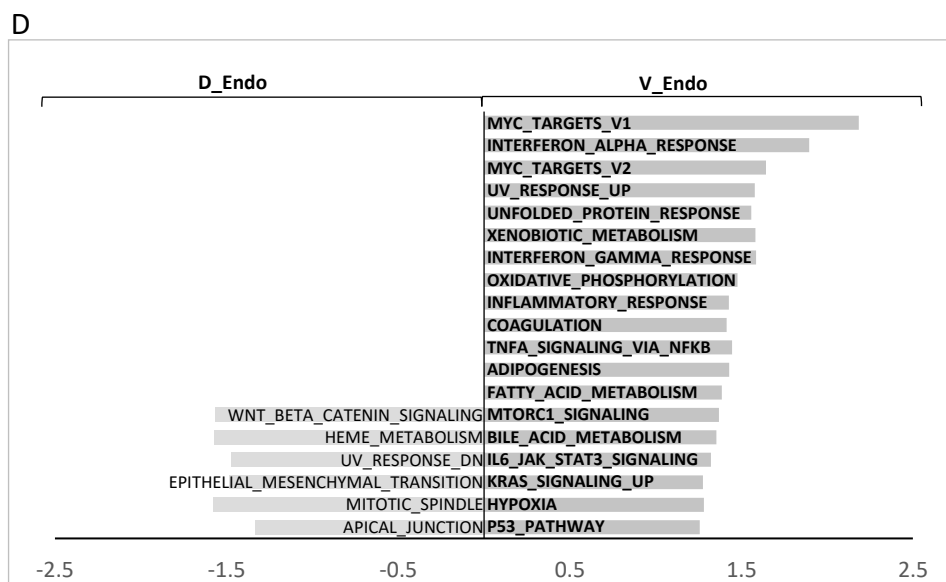 D
D_Endo V_Endo
MYC_TARGETS_V1
INTERFERON_ALPHA_RESPONSE
MYC_TARGETS_V2
UV_RESPONSE_UP
UNFOLDED_PROTEIN_RESPONSE
XENOBIOTIC_METABOLISM
INTERFERON_GAMMA_RESPONSE
OXIDATIVE_PHOSPHORYLATION
INFLAMMATORY_RESPONSE
COAGULATION
TNFA_SIGNALING_VIA_NFKB
ADIPOGENESIS
FATTY_ACID_METABOLISM
WNT_BETA_CATENIN_SIGNALING MTORC1_SIGNALING
HEME_METABOLISM BILE_ACID_METABOLISM
UV_RESPONSE_DN IL6_JAK_STAT3_SIGNALING
EPITHELIAL_MESENCHYMAL_TRANSITION KRAS_SIGNALING_UP
MITOTIC_SPINDLE HYPOXIA
APICAL_JUNCTION P53_PATHWAY
-2.5 -1.5 -0.5 0.5 1.5 2.5